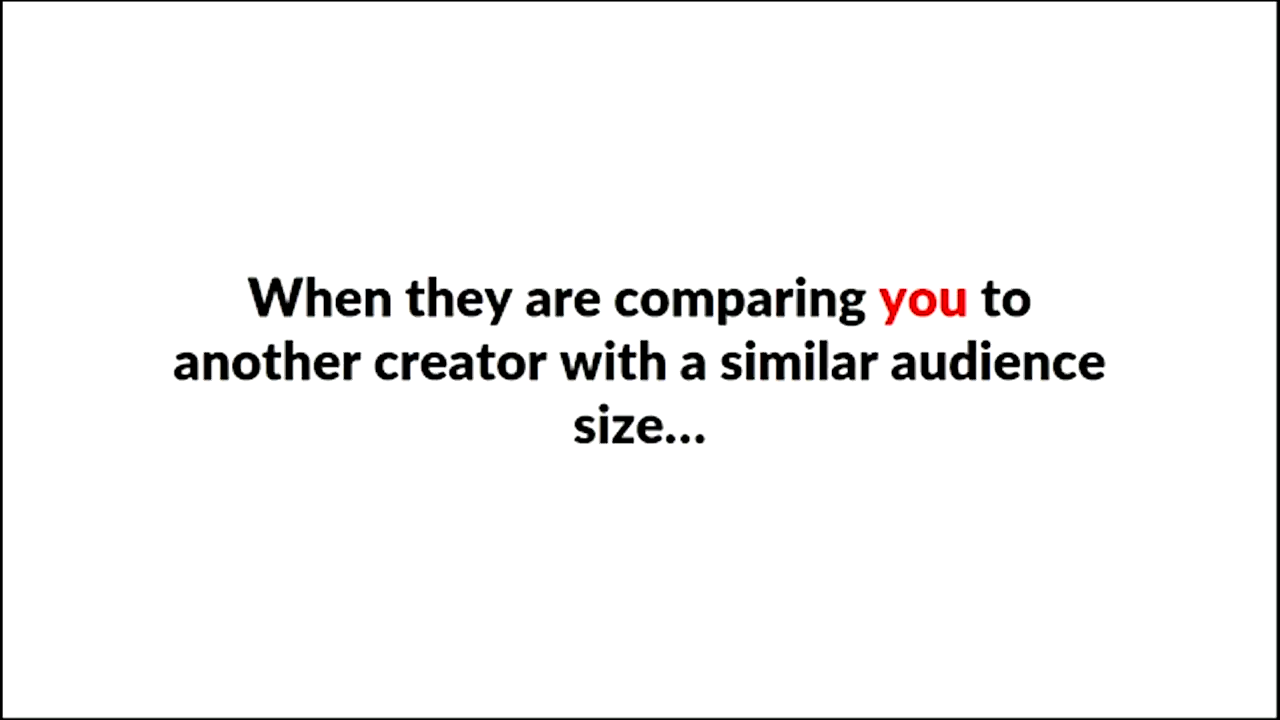 When they are comparing you to
another creator with a similar audience
size...